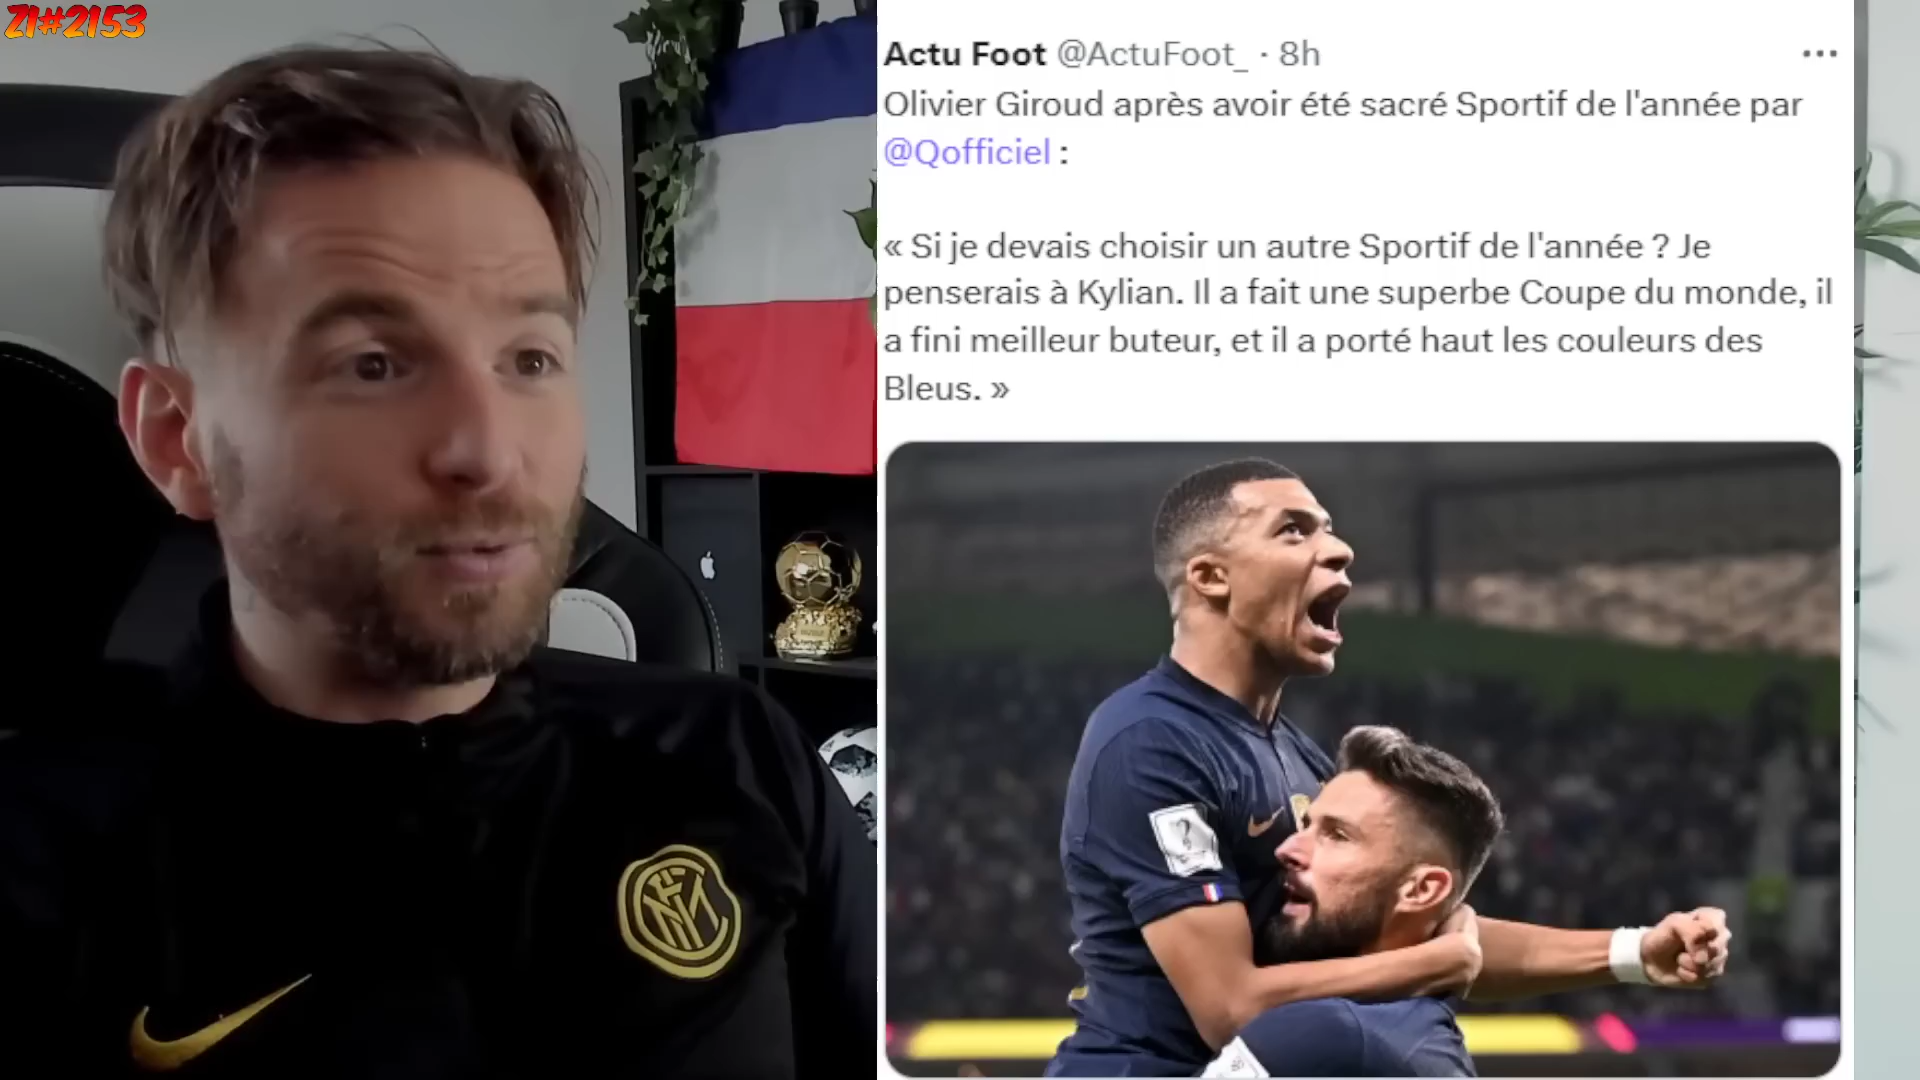 Z1#2153
Actu Foot @ActuFoot_ · 8h
Olivier Giroud après avoir été sacré Sportif de l'année par
@Qofficiel :
« Si je devais choisir un autre Sportif de l'année ? Je
penserais à Kylian. Il a fait une superbe Coupe du monde, il
a fini meilleur buteur, et il a porté haut les couleurs des
Bleus. »